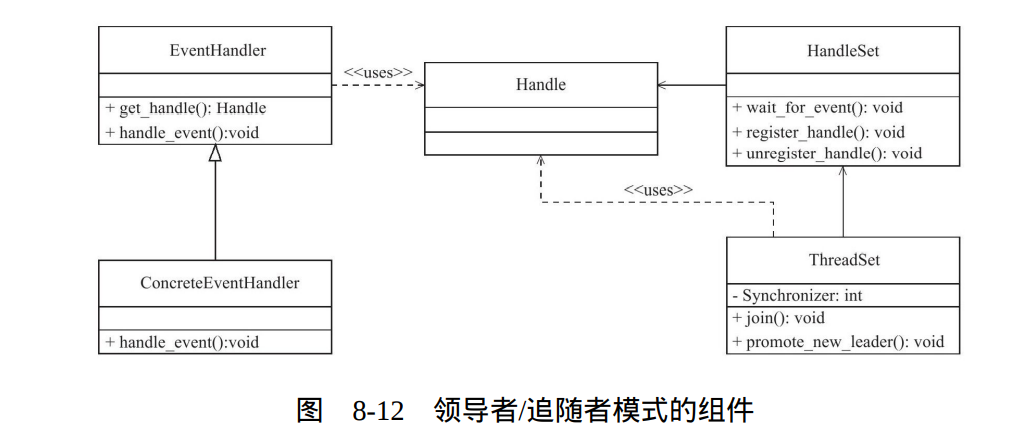 EventHandler
+ get_handle(): Handle
+ handle_event():void
<<uses>>
Handle
HandleSet
+ wait_for_event(): void
+ register_handle(): void
+ unregister_handle(): void
<<uses>>
ConcreteEventHandler
+ handle_event():void
ThreadSet
- Synchronizer: int
+ join(): void
+ promote_new_leader(): void
图 8-12 领导者/追随者模式的组件